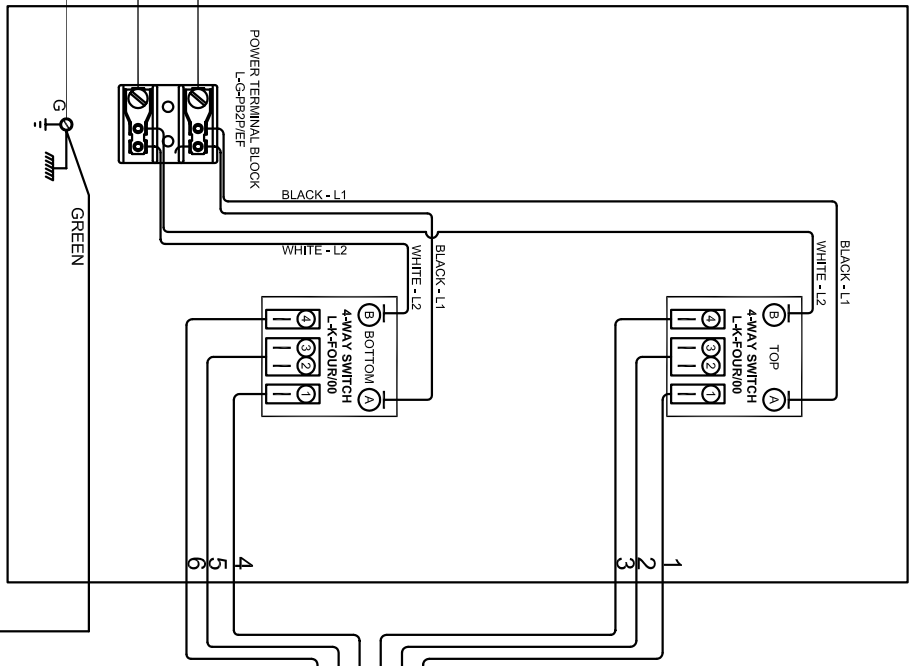 POWER TERMINAL BLOCK
L-G-PB2P/EF
G
GREEN
BLACK - L1
WHITE - L2
WHITE - L2
BLACK - L1
WHITE - L2
BLACK - L1
4-WAY SWITCH
L-K-FOUR/00
BOTTOM
B
A
4
3
2
1
4-WAY SWITCH
L-K-FOUR/00
TOP
B
A
4
3
2
1
6
5
4
3
2
1